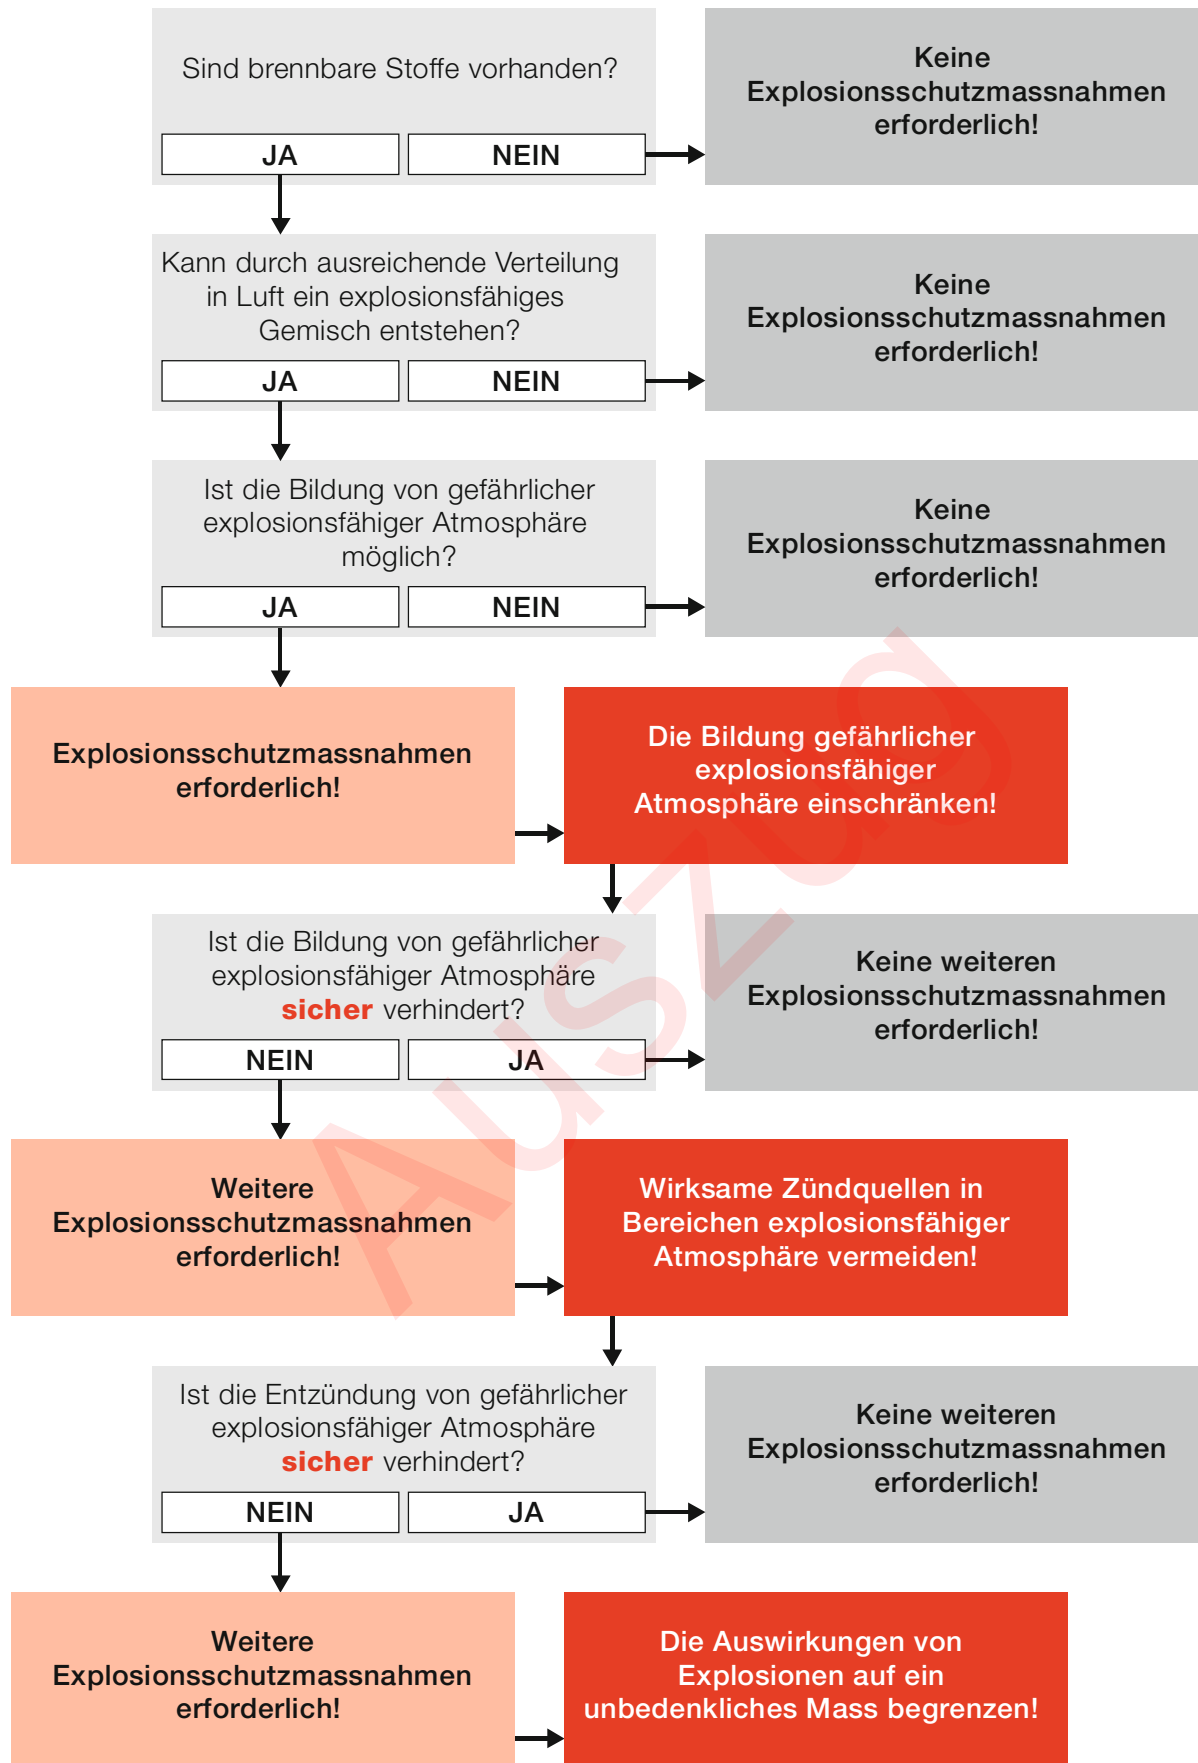 Sind brennbare Stoffe vorhanden?
JA
NEIN
Keine
Explosionsschutzmassnahmen
erforderlich!
Kann durch ausreichende Verteilung
in Luft ein explosionsfähiges
Gemisch entstehen?
JA
NEIN
Keine
Explosionsschutzmassnahmen
erforderlich!
Ist die Bildung von gefährlicher
explosionsfähiger Atmosphäre
möglich?
JA
NEIN
Keine
Explosionsschutzmassnahmen
erforderlich!
Explosionsschutzmassnahmen
erforderlich!
Die Bildung gefährlicher
explosionsfähiger
Atmosphäre einschränken!
Ist die Bildung von gefährlicher
explosionsfähiger Atmosphäre
sicher verhindert?
NEIN
JA
Keine weiteren
Explosionsschutzmassnahmen
erforderlich!
Weitere
Explosionsschutzmassnahmen
erforderlich!
Wirksame Zündquellen in
Bereichen explosionsfähiger
Atmosphäre vermeiden!
Ist die Entzündung von gefährlicher
explosionsfähiger Atmosphäre
sicher verhindert?
NEIN
JA
Keine weiteren
Explosionsschutzmassnahmen
erforderlich!
Weitere
Explosionsschutzmassnahmen
erforderlich!
Die Auswirkungen von
Explosionen auf ein
unbedenkliches Mass begrenzen!
Auszug